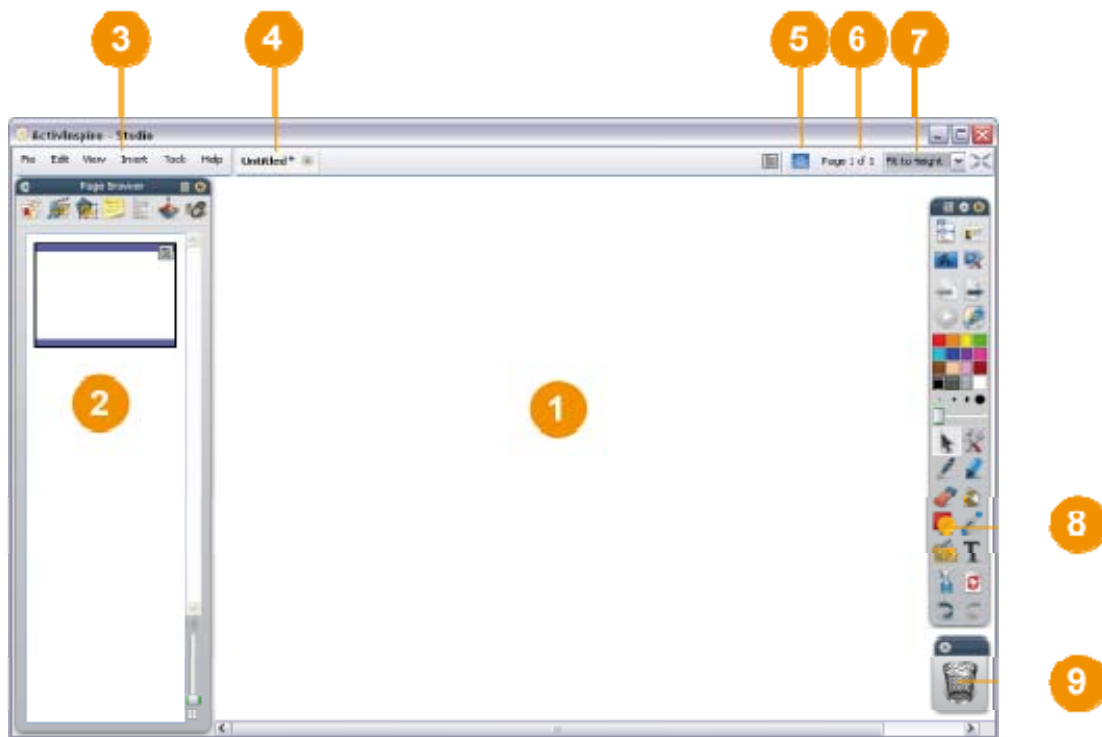 3 4 5 6 7
ActivInspire - Studio
File Edit View Insert Tools Help Untitled* Page 1 of 1 Fit to height
Page Browser
2 1
8
9